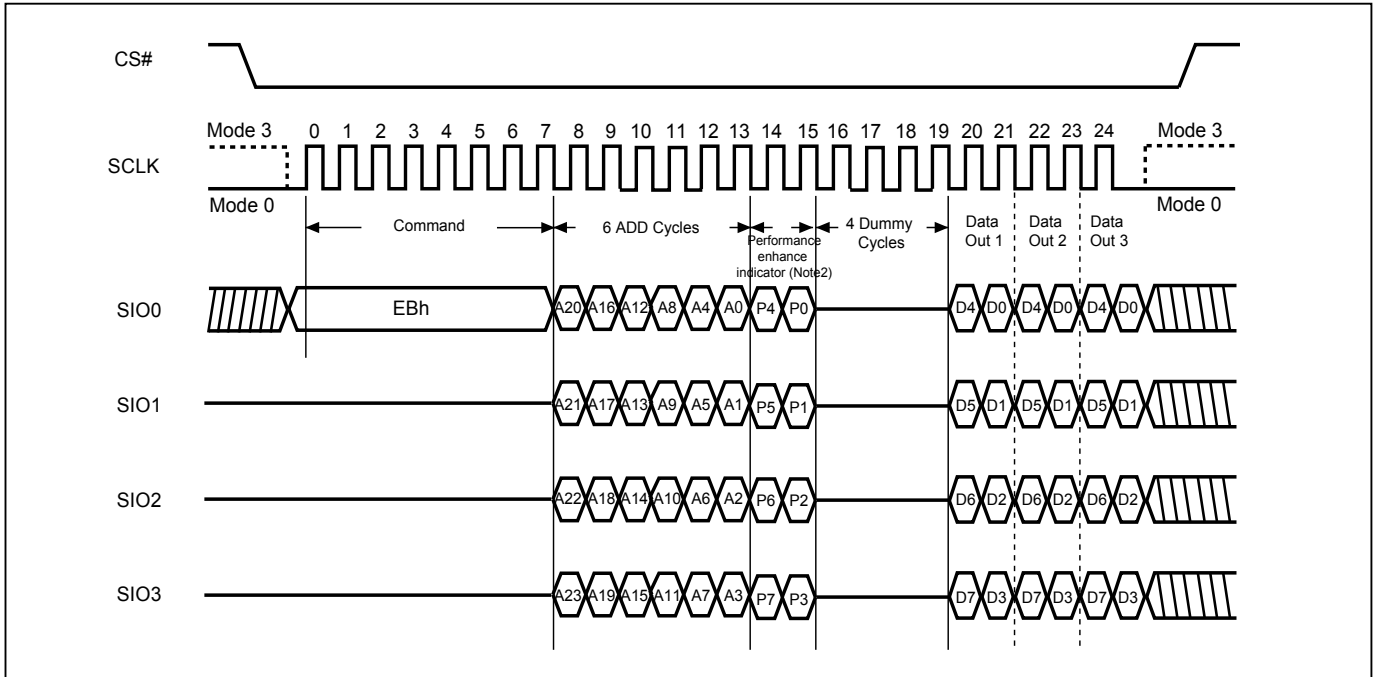 CS#
Mode 3 0 1 2 3 4 5 6 7 8 9 10 11 12 13 14 15 16 17 18 19 20 21 22 23 24 Mode 3
SCLK
Mode 0 Mode 0
Command 6 ADD Cycles Performance enhance indicator (Note2) 4 Dummy Cycles Data Out 1 Data Out 2 Data Out 3
SIO0 EBh A20 A16 A12 A8 A4 A0 P4 P0 D4 D0 D4 D0 D4 D0
SIO1 A21 A17 A13 A9 A5 A1 P5 P1 D5 D1 D5 D1 D5 D1
SIO2 A22 A18 A14 A10 A6 A2 P6 P2 D6 D2 D6 D2 D6 D2
SIO3 A23 A19 A15 A11 A7 A3 P7 P3 D7 D3 D7 D3 D7 D3